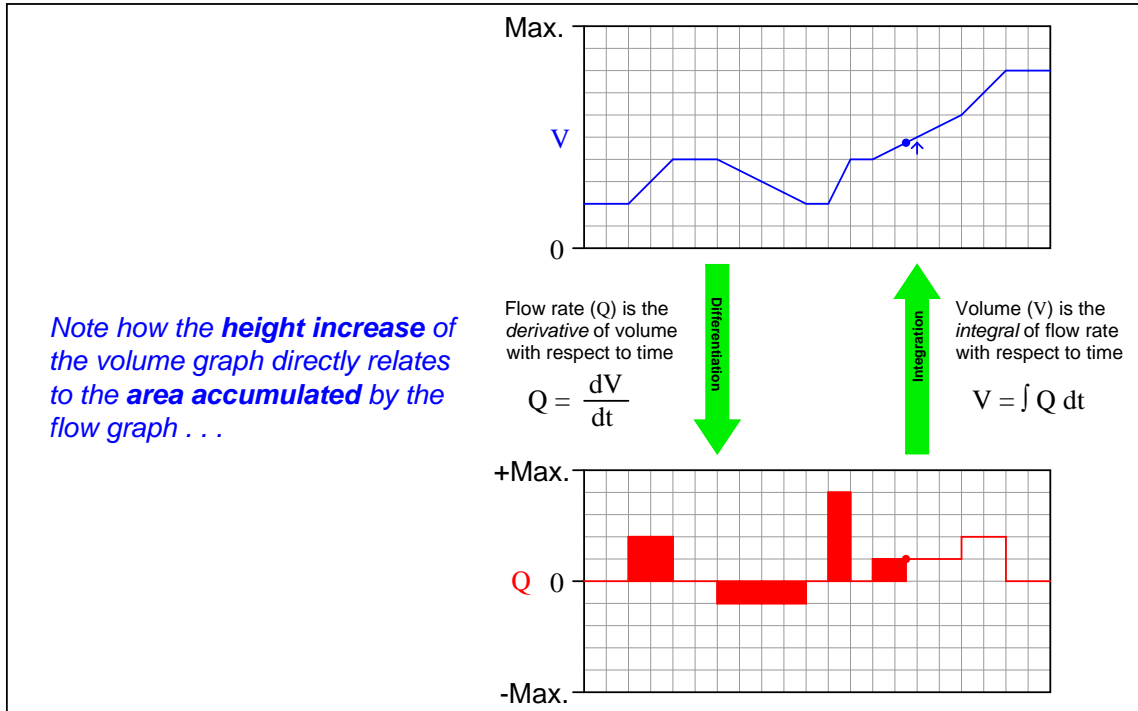 Max.
V
0
Note how the height increase of
the volume graph directly relates
to the area accumulated by the
flow graph . . .
Flow rate (Q) is the
derivative of volume
with respect to time
Q = dV
dt
Differentiation
Integration
Volume (V) is the
integral of flow rate
with respect to time
V = ∫ Q dt
+Max.
Q 0
-Max.